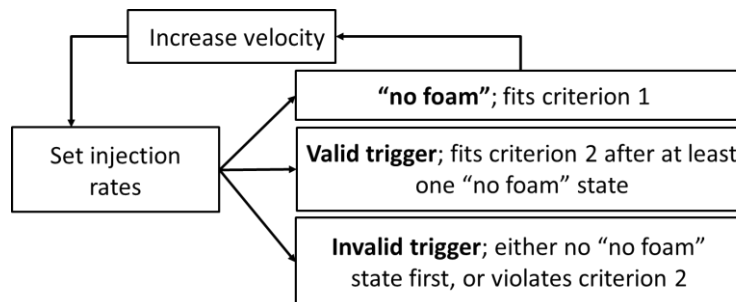 Increase velocity
“no foam”; fits criterion 1
Set injection
rates
Valid trigger; fits criterion 2 after at least
one “no foam” state
Invalid trigger; either no “no foam”
state first, or violates criterion 2